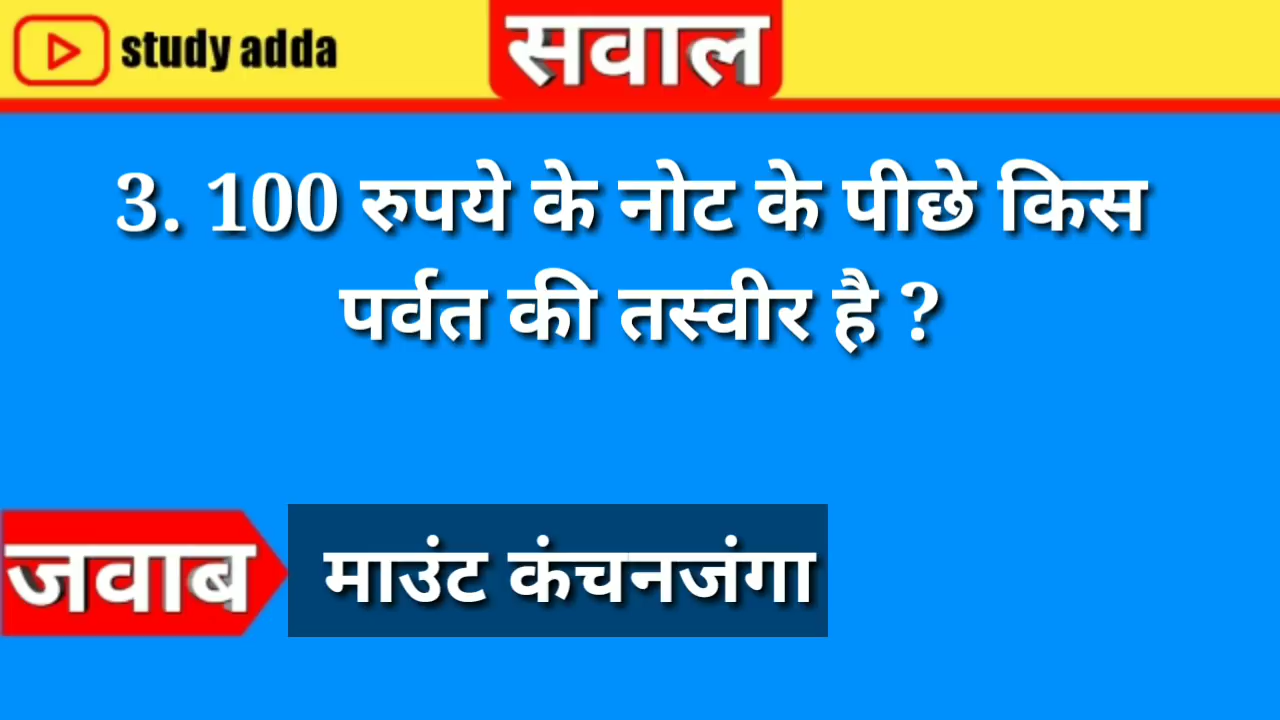 study adda
सवाल
3. 100 रुपये के नोट के पीछे किस
पर्वत की तस्वीर है ?
जवाब
माउंट कंचनजंगा